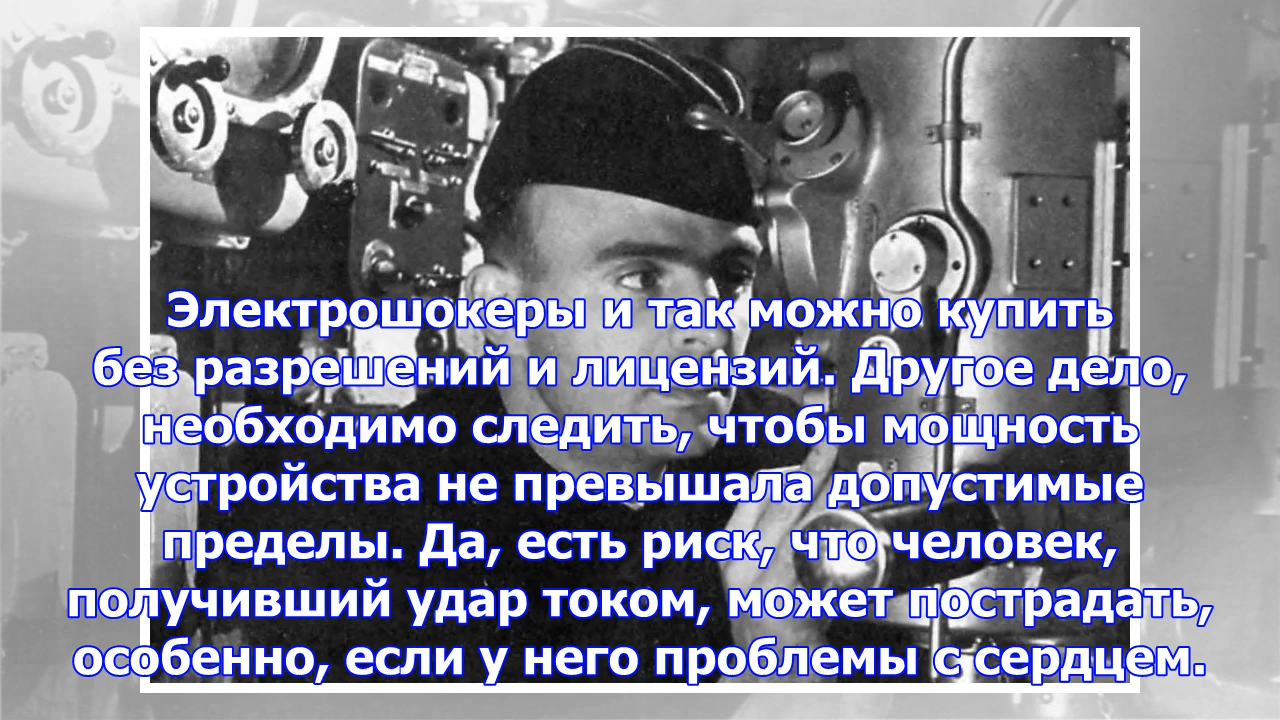 Электрошокеры и так можно купить
без разрешений и лицензий. Другое дело,
необходимо следить, чтобы мощность
устройства не превышала допустимые
пределы. Да, есть риск, что человек,
получивший удар током, может пострадать,
особенно, если у него проблемы с сердцем.